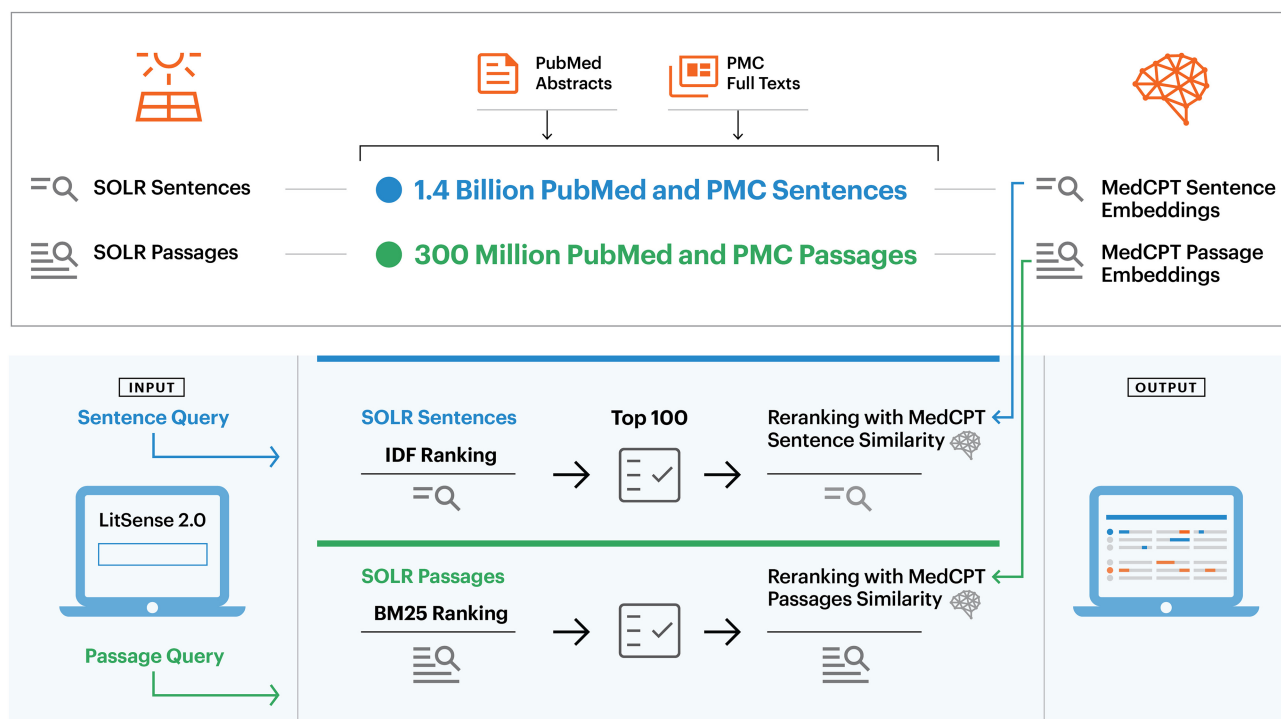 PubMed
Abstracts
PMC
Full Texts
SOLR Sentences
1.4 Billion PubMed and PMC Sentences
MedCPT Sentence
Embeddings
SOLR Passages
300 Million PubMed and PMC Passages
MedCPT Passage
Embeddings
INPUT
Sentence Query
LitSense 2.0
Passage Query
SOLR Sentences
IDF Ranking
Top 100
Reranking with MedCPT
Sentence Similarity
SOLR Passages
BM25 Ranking
Reranking with MedCPT
Passages Similarity
OUTPUT